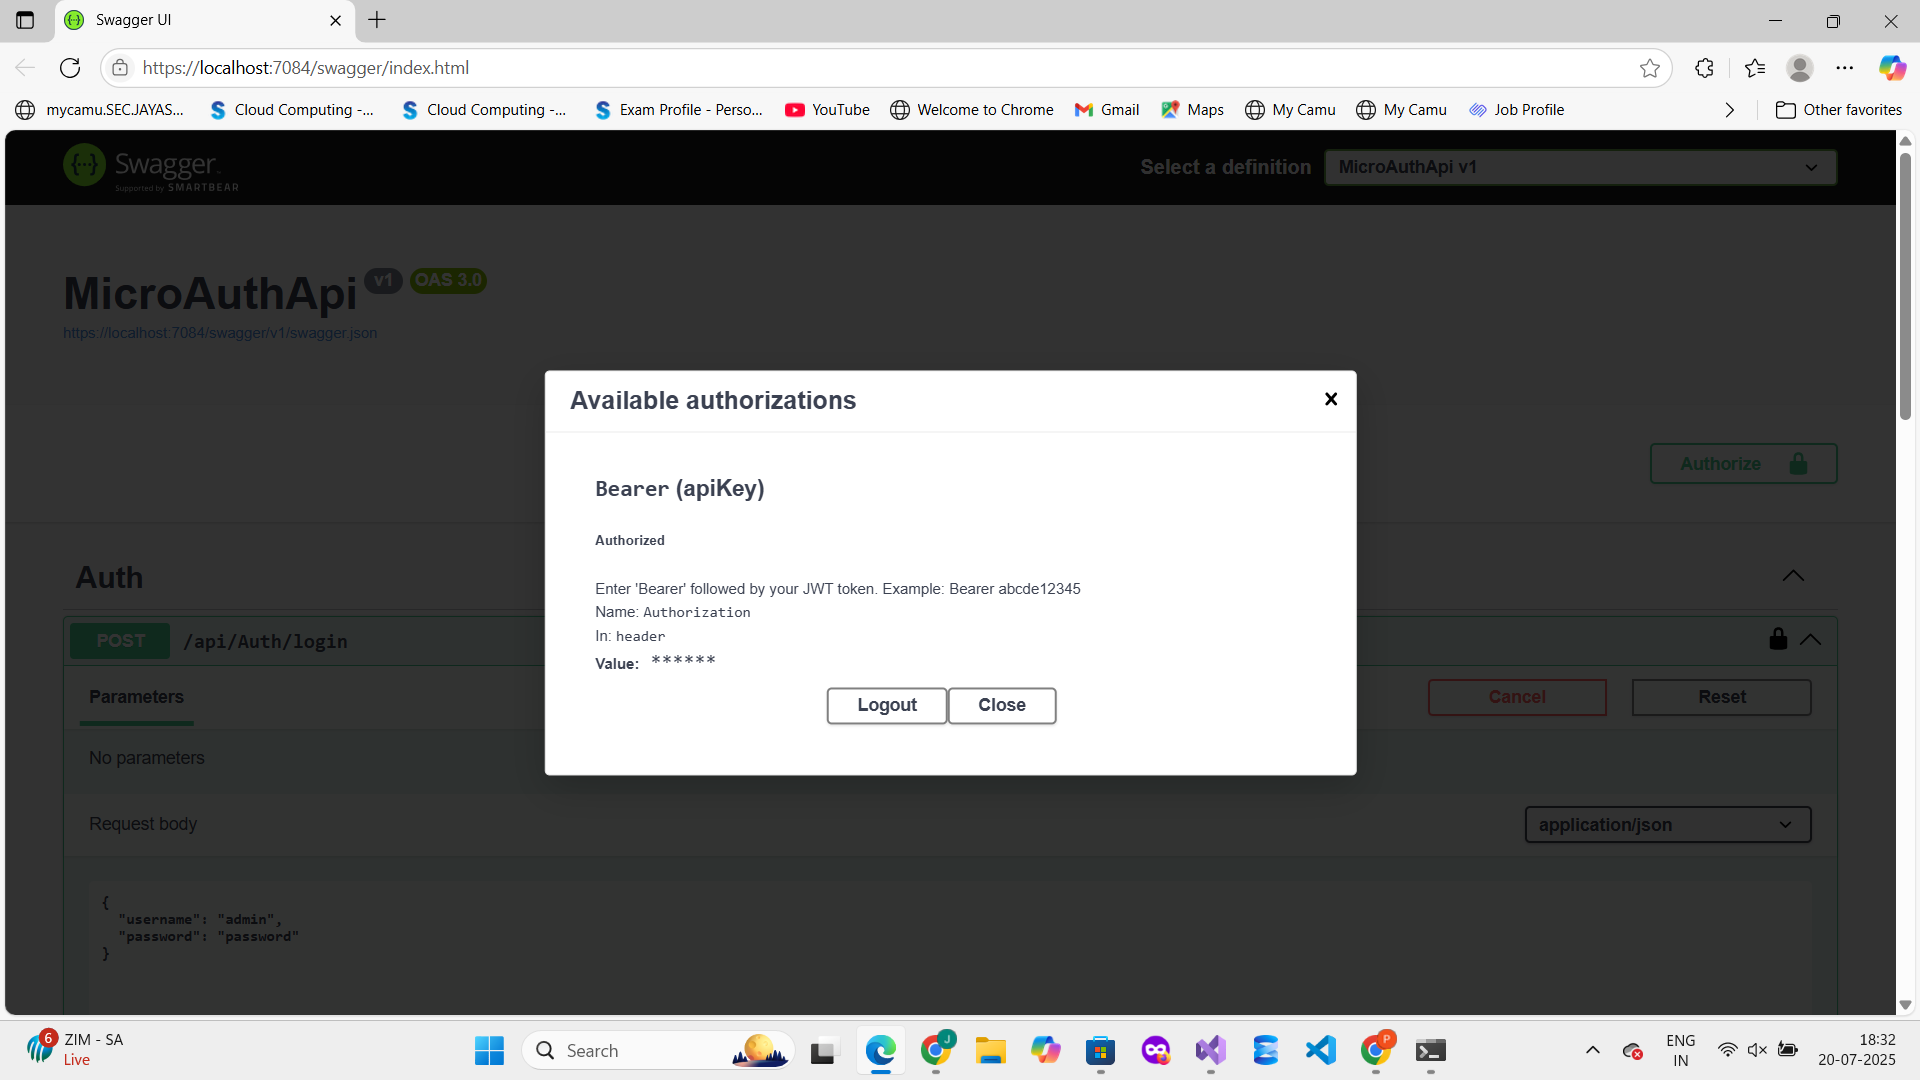 Swagger UI
https://localhost:7084/swagger/index.html
mycamu.SEC.JAYAS...
Cloud Computing -...
Cloud Computing -...
Exam Profile - Perso...
YouTube
Welcome to Chrome
Gmail
Maps
My Camu
My Camu
Job Profile
Other favorites
Swagger
Supported by SMARTBEAR
Select a definition
MicroAuthApi v1
MicroAuthApi v1 OAS 3.0
https://localhost:7084/swagger/v1/swagger.json
Authorize
Available authorizations
Bearer (apiKey)
Authorized
Enter 'Bearer' followed by your JWT token. Example: Bearer abcde12345
Name: Authorization
In: header
Value: ******
Logout
Close
Auth
POST /api/Auth/login
Parameters
Cancel
Reset
No parameters
Request body
application/json
{
"username": "admin",
"password": "password"
}
6
ZIM - SA
Live
Search
J
P
ENG
IN
18:32
20-07-2025